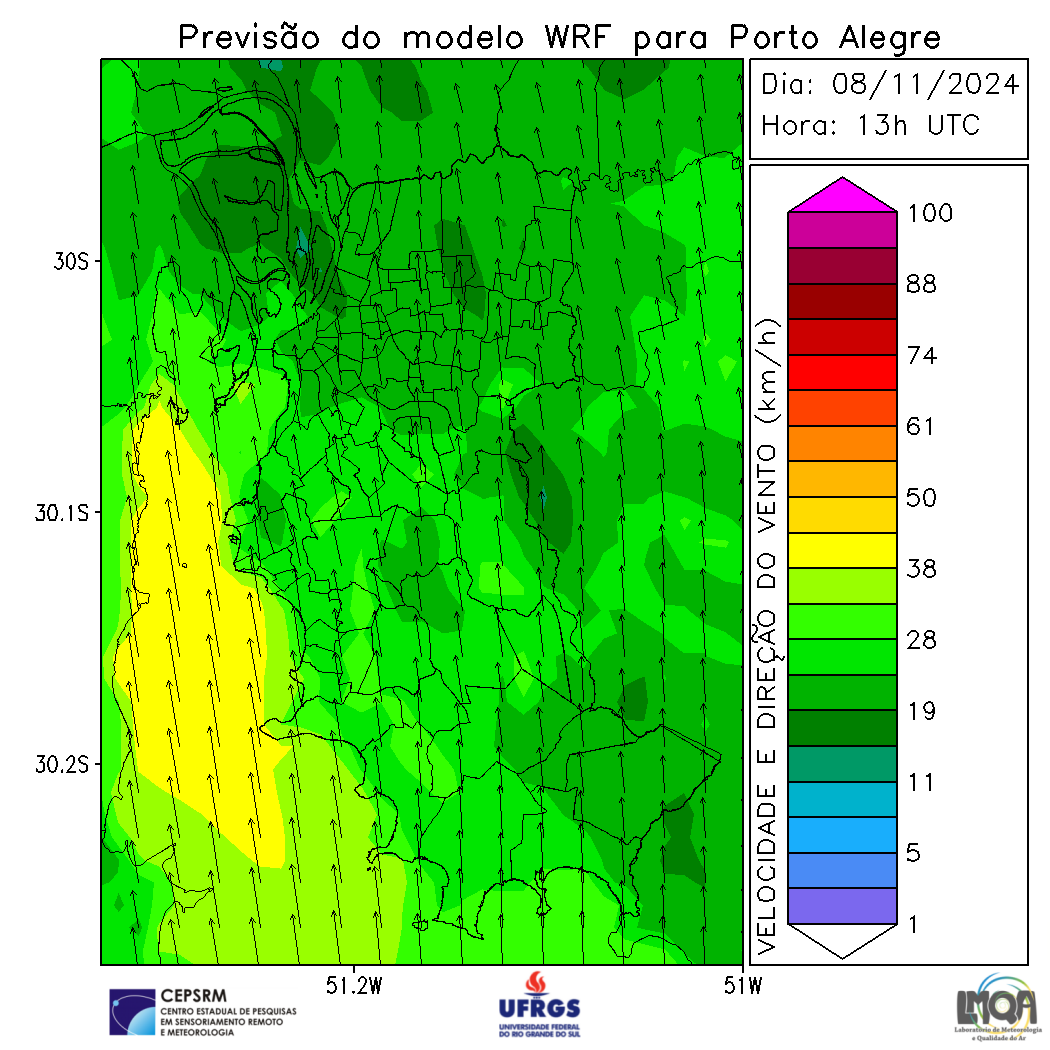 Previsão do modelo WRF para Porto Alegre
Dia: 08/11/2024
Hora: 13h UTC
30S
30.1S
30.2S
51.2W
51W
VELOCIDADE E DIREÇÃO DO VENTO (km/h)
100
88
74
61
50
38
28
19
11
5
1
CEPSRM
CENTRO ESTADUAL DE PESQUISAS
EM SENSORIAMENTO REMOTO
E METEOROLOGIA
UFRGS
UNIVERSIDADE FEDERAL
DO RIO GRANDE DO SUL
LMQA
Laboratório de Meteorologia
e Qualidade do Ar